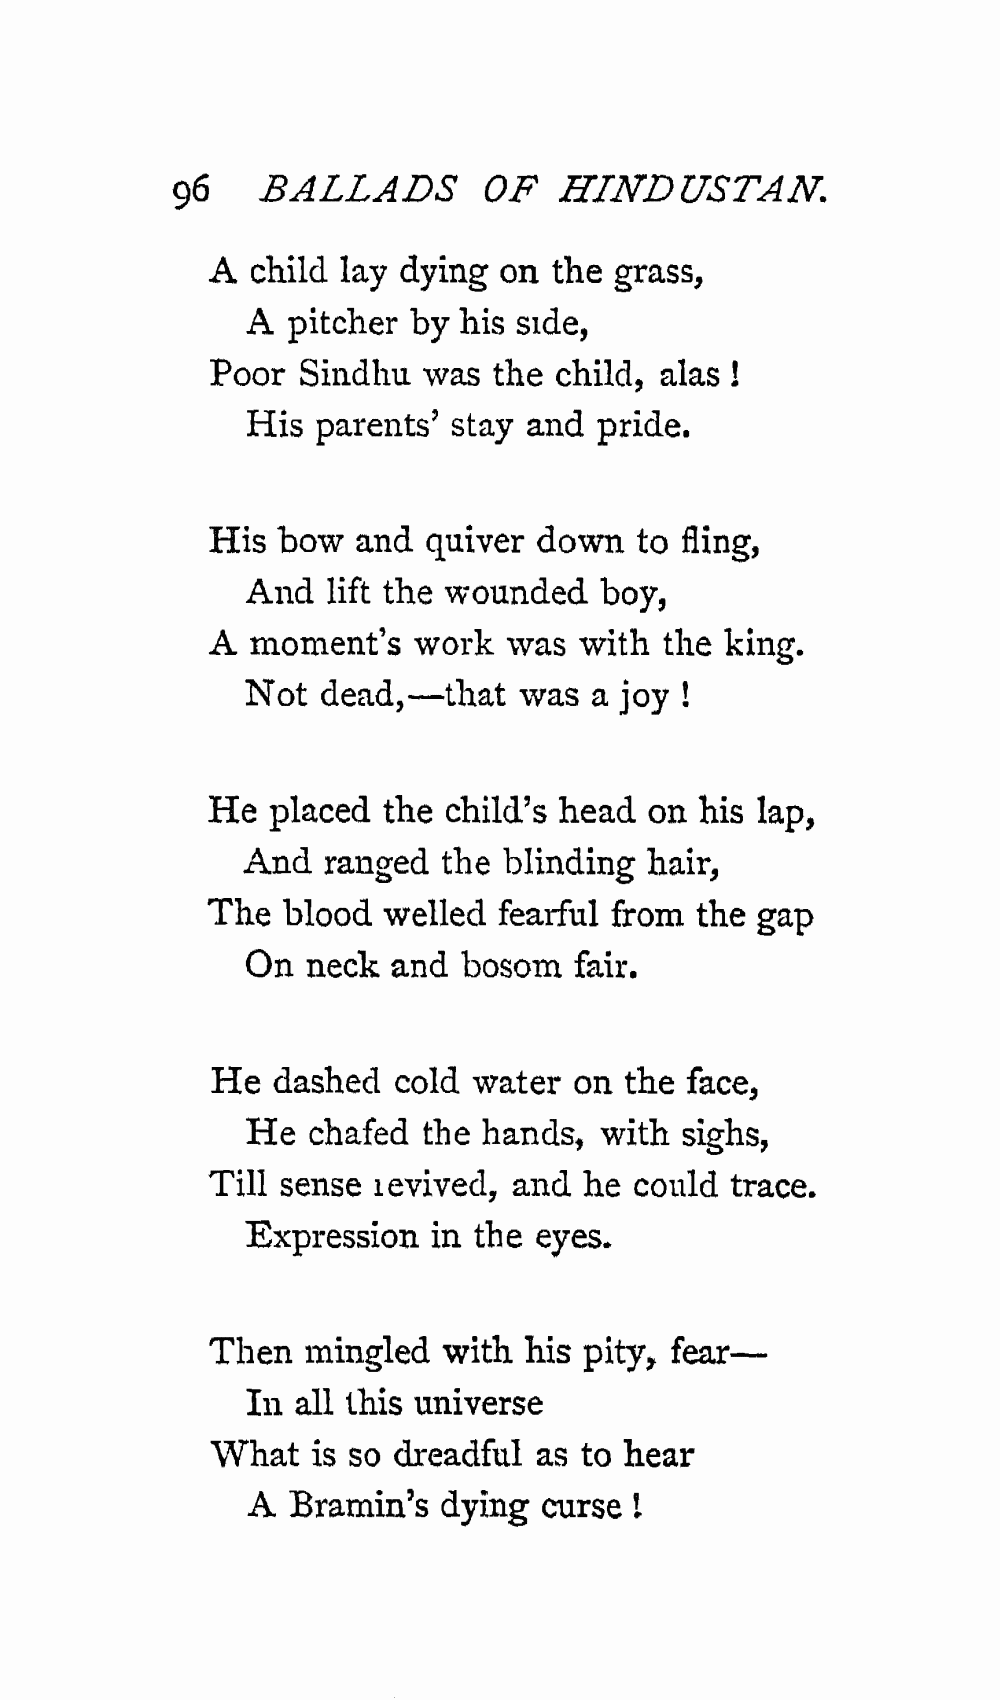 96 BALLADS OF HINDUSTAN.
A child lay dying on the grass,
A pitcher by his side,
Poor Sindhu was the child, alas !
His parents' stay and pride.
His bow and quiver down to fling,
And lift the wounded boy,
A moment's work was with the king.
Not dead,—that was a joy !
He placed the child's head on his lap,
And ranged the blinding hair,
The blood welled fearful from the gap
On neck and bosom fair.
He dashed cold water on the face,
He chafed the hands, with sighs,
Till sense revived, and he could trace.
Expression in the eyes.
Then mingled with his pity, fear—
In all this universe
What is so dreadful as to hear
A Bramin's dying curse !